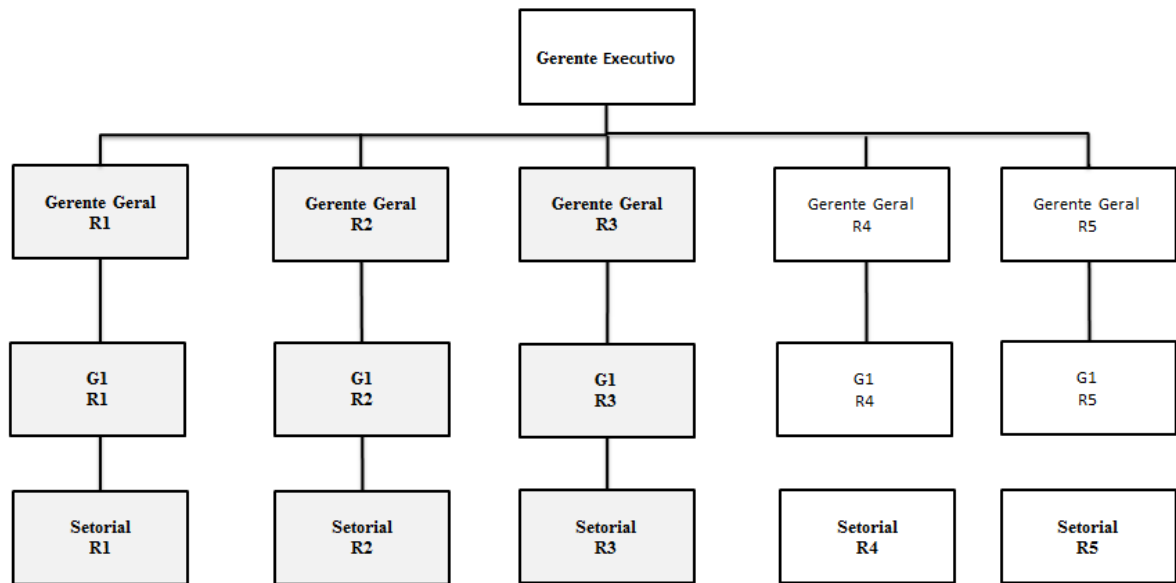 Gerente Executivo
Gerente Geral
R1
Gerente Geral
R2
Gerente Geral
R3
Gerente Geral
R4
Gerente Geral
R5
G1
R1
G1
R2
G1
R3
G1
R4
G1
R5
Setorial
R1
Setorial
R2
Setorial
R3
Setorial
R4
Setorial
R5